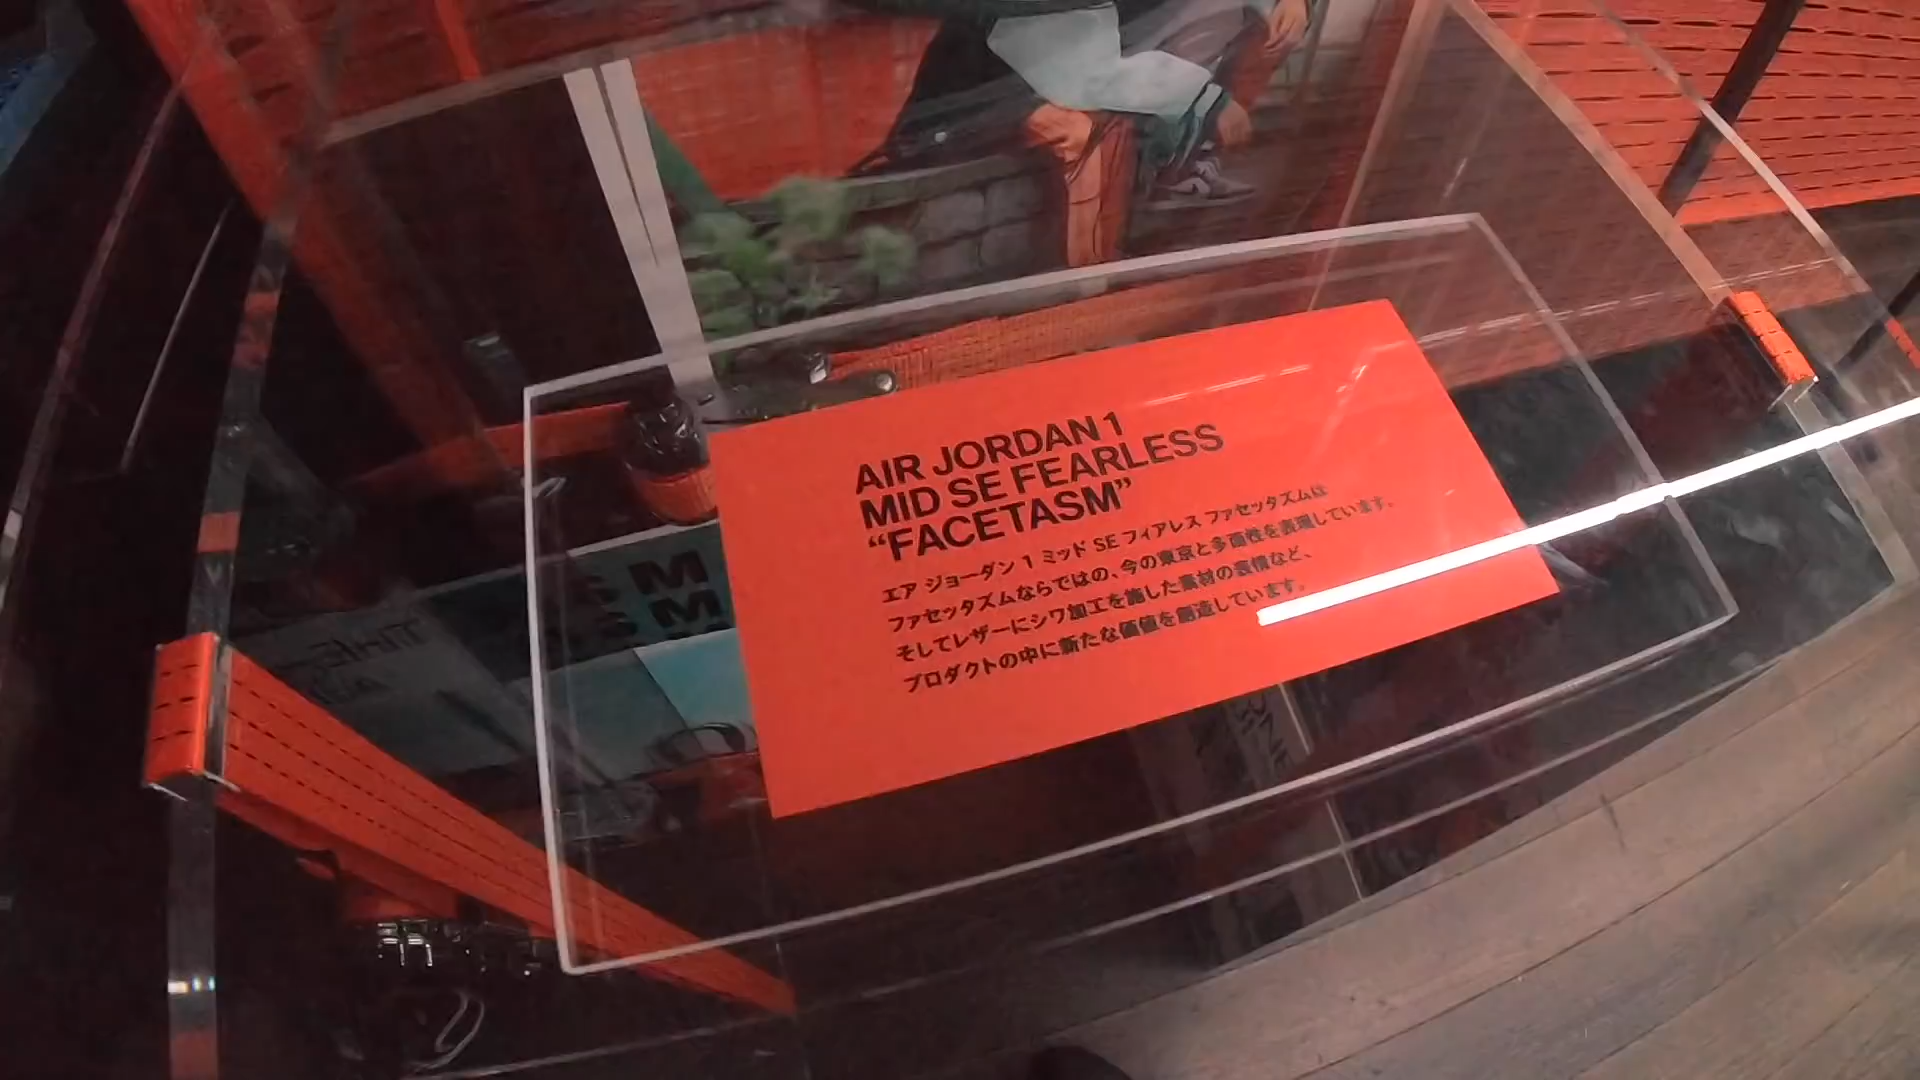 AIR JORDAN 1
MID SE FEARLESS
“FACETASM”
エア ジョーダン 1 ミッド SE フィアレス ファセッタズムは
ファセッタズムならではの、今の東京と多面性を表現しています。
そしてレザーにシワ加工を施した素材の表情など、
プロダクトの中に新たな価値を創造しています。
S M
S M